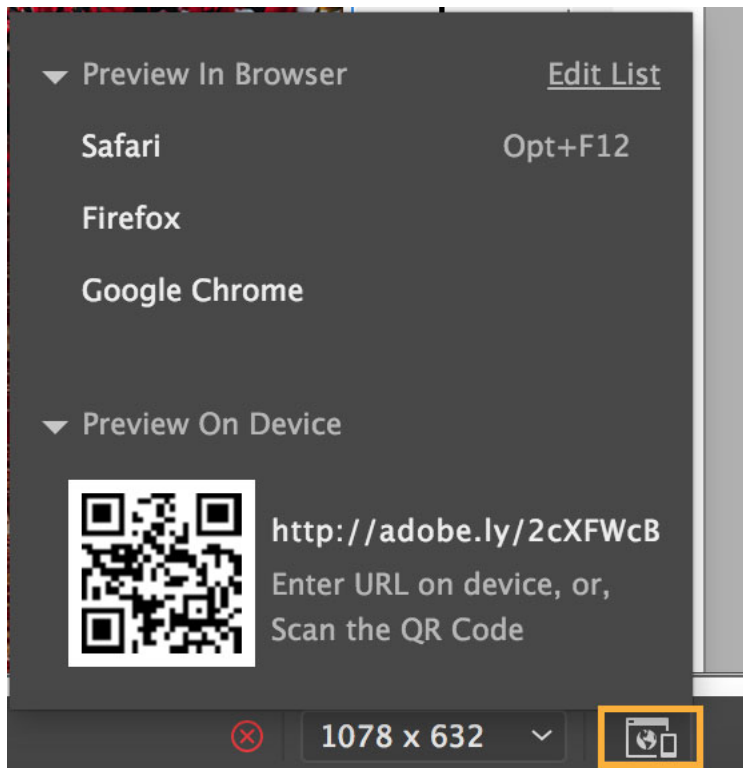 Preview In Browser Edit List
Safari Opt+F12
Firefox
Google Chrome
Preview On Device
http://adobe.ly/2cXFWcB
Enter URL on device, or,
Scan the QR Code
1078 x 632